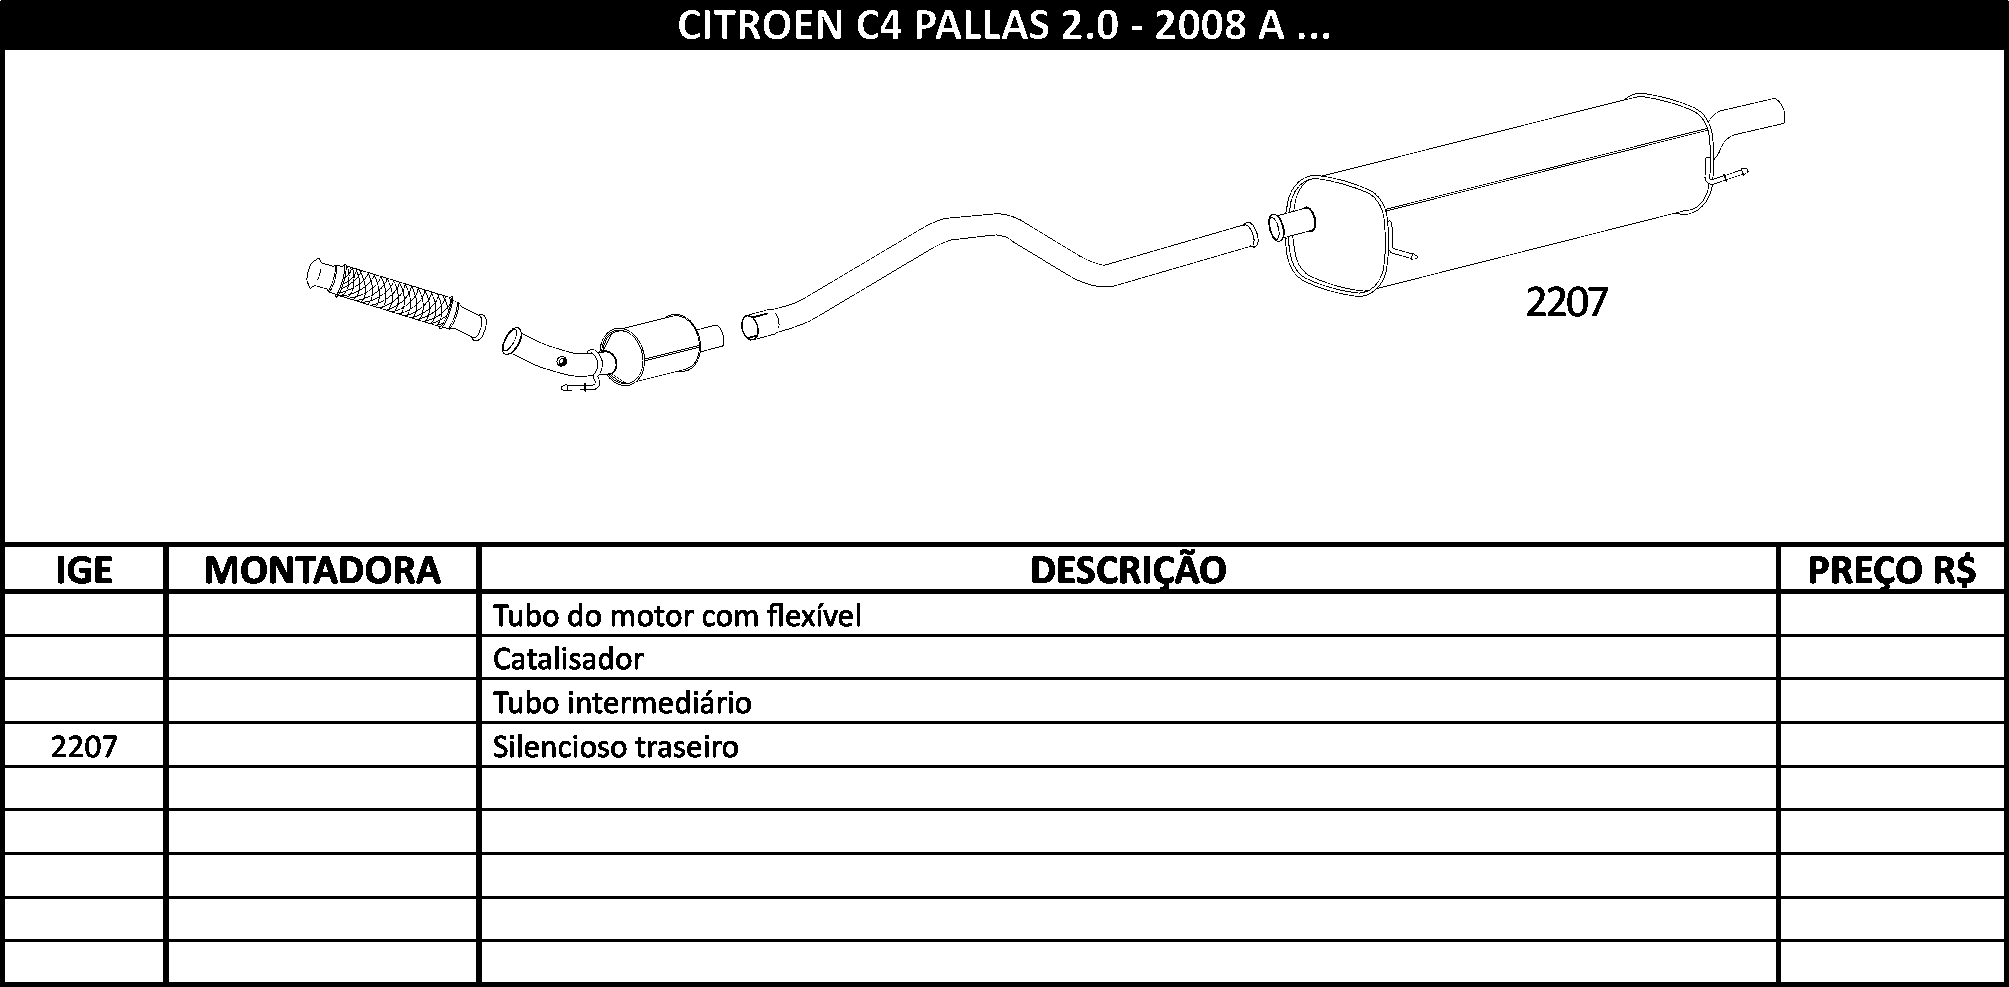 CITROEN C4 PALLAS 2.0 - 2008 A ...
2207
IGE MONTADORA DESCRIÇÃO PREÇO R$
Tubo do motor com flexível
Catalisador
Tubo intermediário
2207 Silencioso traseiro